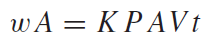 wA = KPAVt